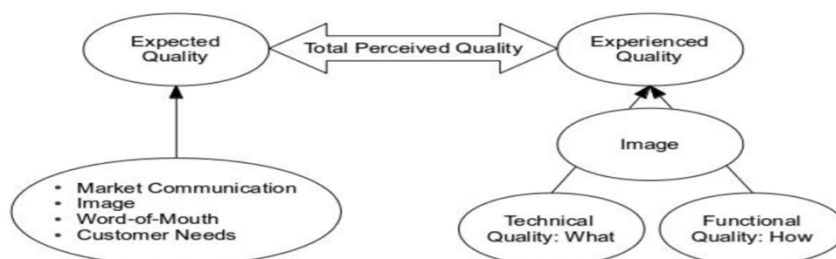 Expected
Quality
Total Perceived Quality
Experienced
Quality
Image
• Market Communication
• Image
• Word-of-Mouth
• Customer Needs
Technical
Quality: What
Functional
Quality: How